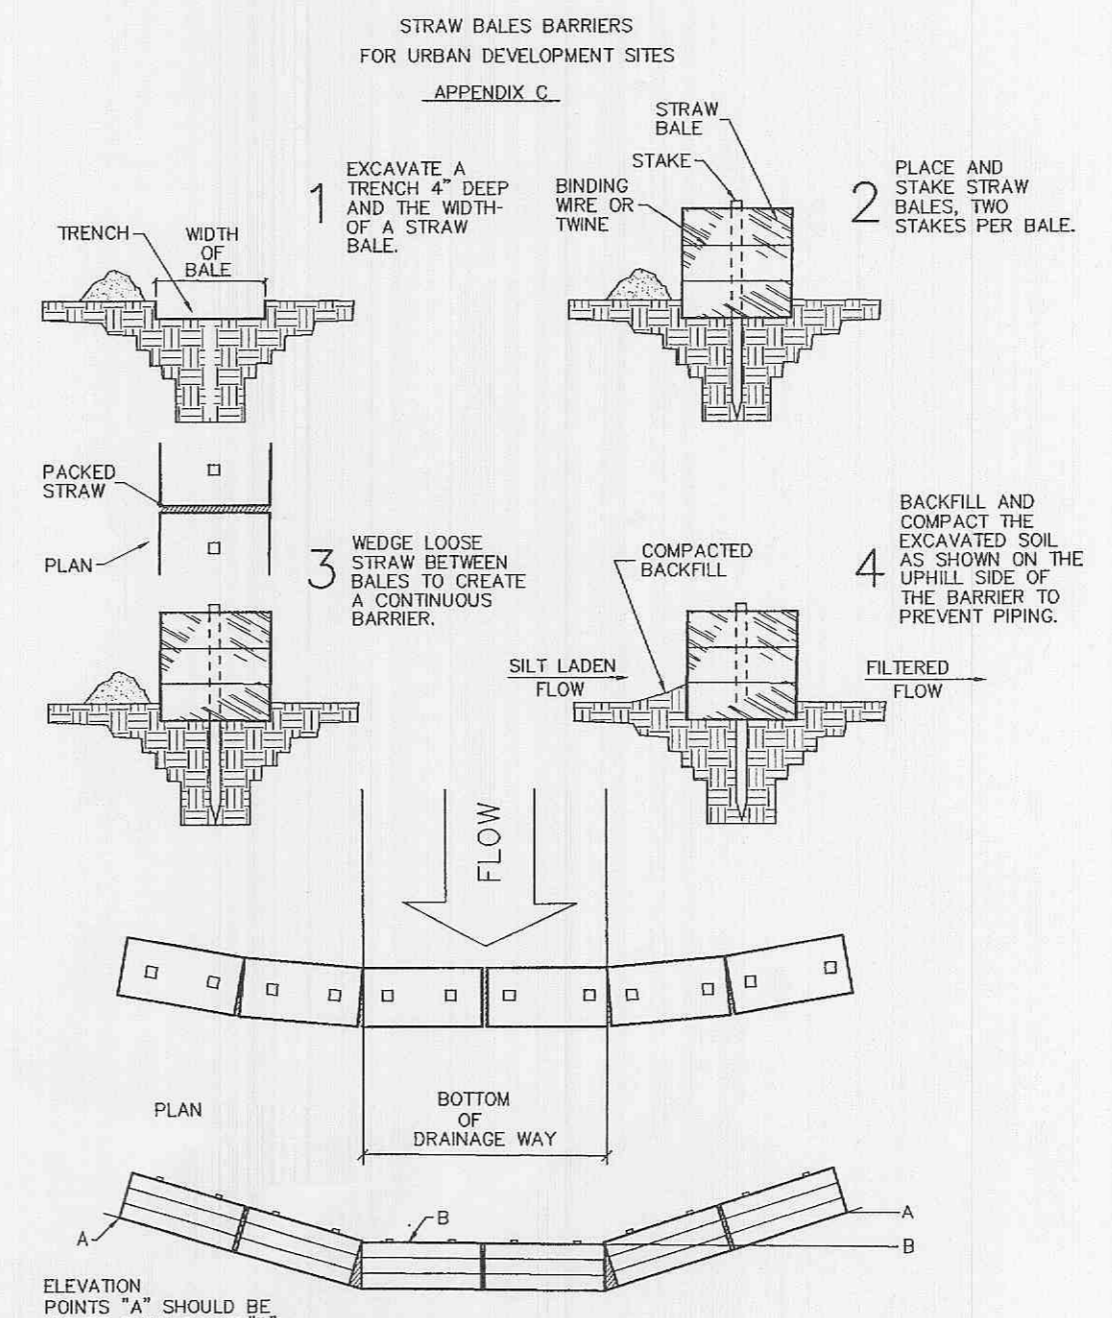 STRAW BALES BARRIERS
FOR URBAN DEVELOPMENT SITES
APPENDIX C
1
EXCAVATE A
TRENCH 4" DEEP
AND THE WIDTH-
OF A STRAW
BALE.
TRENCH
WIDTH
OF
BALE
STRAW
BALE
STAKE
BINDING
WIRE OR
TWINE
2
PLACE AND
STAKE STRAW
BALES, TWO
STAKES PER BALE.
PACKED
STRAW
PLAN
3
WEDGE LOOSE
STRAW BETWEEN
BALES TO CREATE
A CONTINUOUS
BARRIER.
COMPACTED
BACKFILL
4
BACKFILL AND
COMPACT THE
EXCAVATED SOIL
AS SHOWN ON THE
UPHILL SIDE OF
THE BARRIER TO
PREVENT PIPING.
SILT LADEN
FLOW
FILTERED
FLOW
FLOW
PLAN
BOTTOM
OF
DRAINAGE WAY
B
A
A
B
ELEVATION
POINTS "A" SHOULD BE